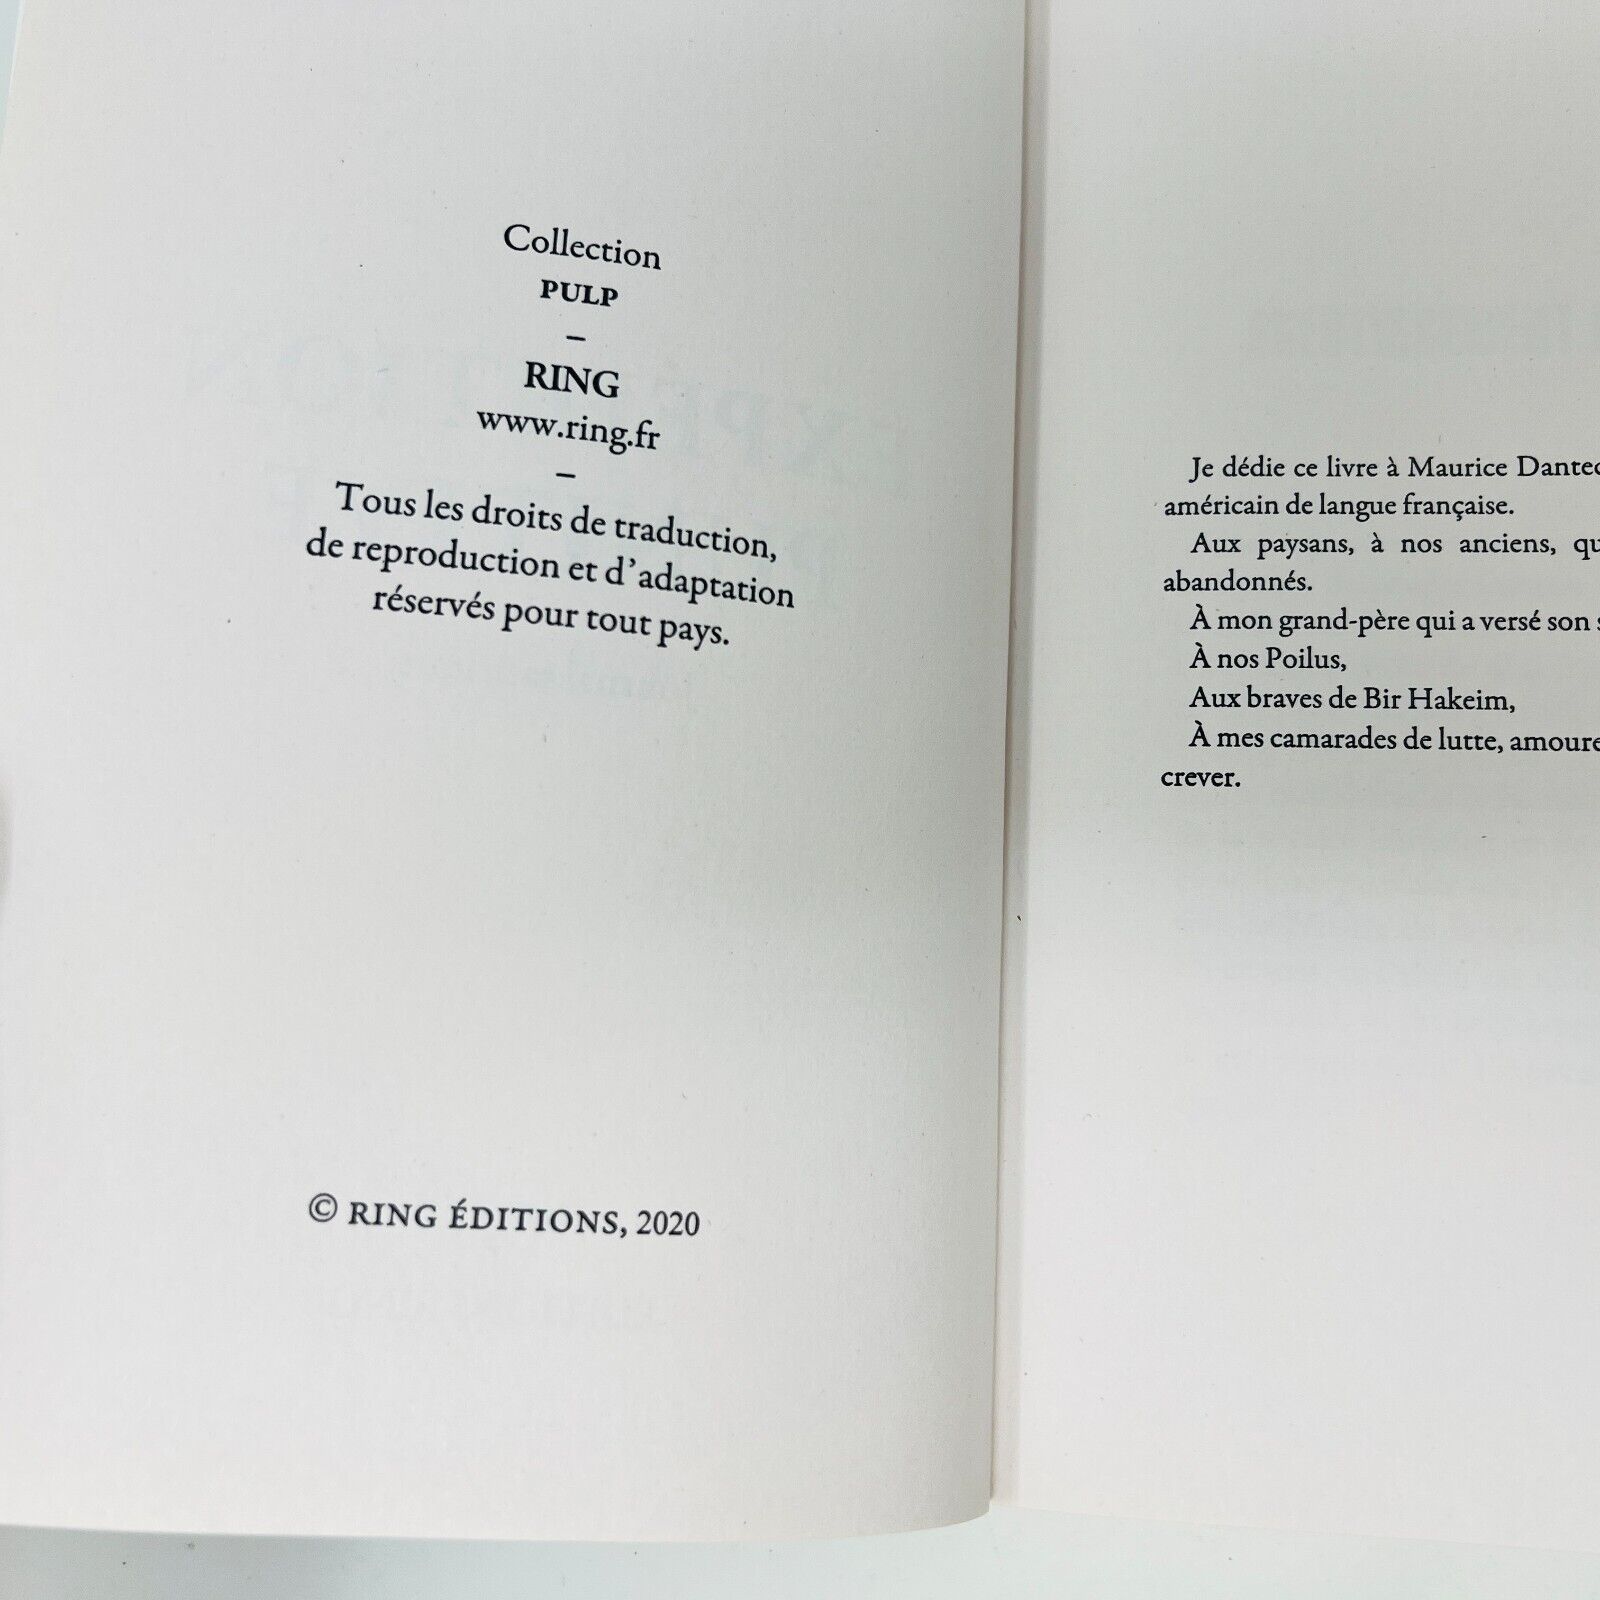 Collection
PULP
–
RING
www.ring.fr
–
Tous les droits de traduction,
de reproduction et d'adaptation
réservés pour tout pays.
© RING ÉDITIONS, 2020
Je dédie ce livre à Maurice Dantec
américain de langue française.
Aux paysans, à nos anciens,
abandonnés.
À mon grand-père qui a versé son
À nos Poilus,
Aux braves de Bir Hakeim,
À mes camarades de lutte,
crever.